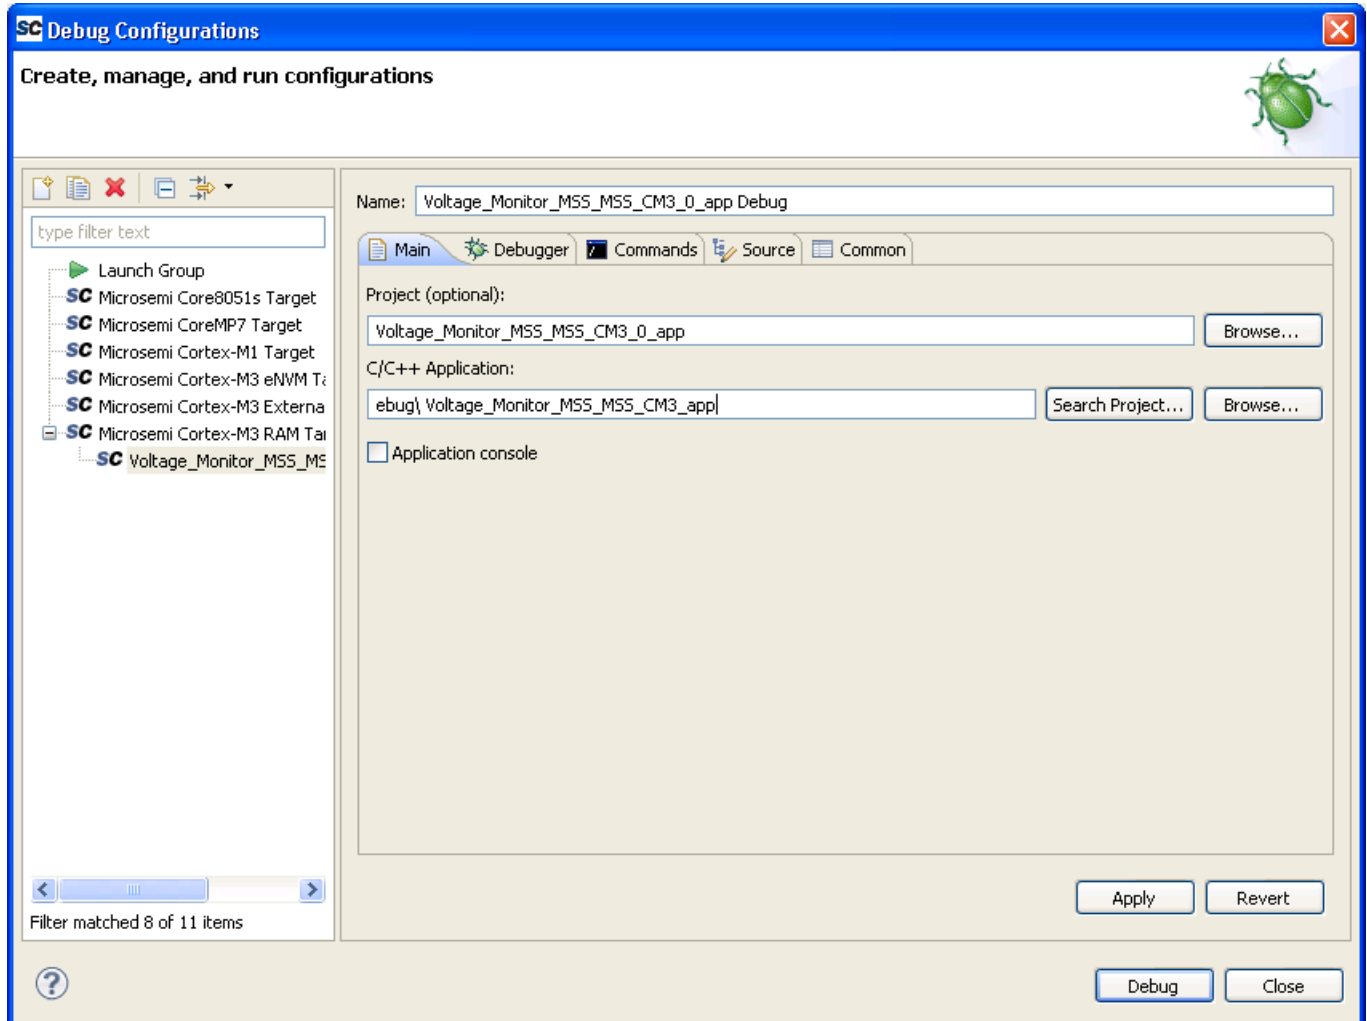 SC Debug Configurations
Create, manage, and run configurations
Name: Voltage_Monitor_MSS_MSS_CM3_0_app Debug
type filter text
Main Debugger Commands Source Common
Launch Group
SC Microsemi Core8051s Target
SC Microsemi CoreMP7 Target
SC Microsemi Cortex-M1 Target
SC Microsemi Cortex-M3 eNVM Ta
SC Microsemi Cortex-M3 Externa
SC Microsemi Cortex-M3 RAM Tar
SC Voltage_Monitor_MSS_MS
Project (optional):
Voltage_Monitor_MSS_MSS_CM3_0_app Browse...
C/C++ Application:
ebug\ Voltage_Monitor_MSS_MSS_CM3_app Search Project... Browse...
Application console
Filter matched 8 of 11 items
Apply Revert
? Debug Close